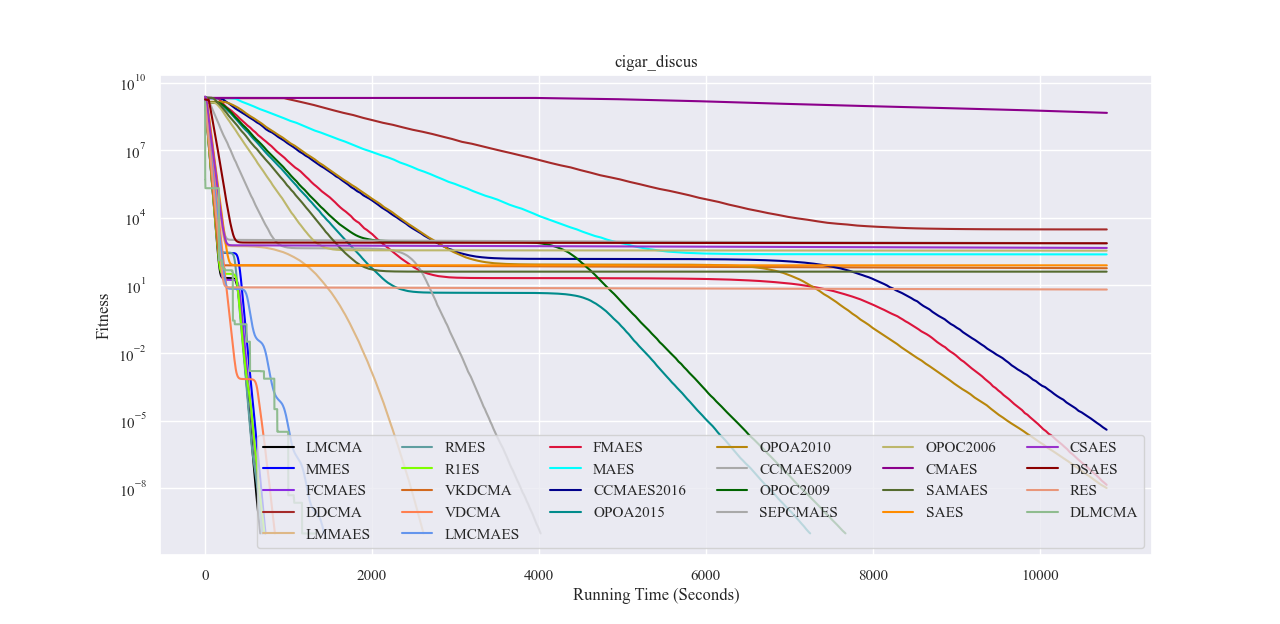 cigar_discus
10^10
10^7
10^4
10^1
10^-2
10^-5
10^-8
Fitness
LMCMA RMES FMAES OPOA2010 OPOC2006 CSAES
MMES R1ES MAES CCMAES2009 CMAES DSAES
FCMAES VKDCMA CCMAES2016 OPOC2009 SAMAES RES
DDCMA VDCMA OPOA2015 SEPCMAES SAES DLMCMA
LMMAES LMCMAES
0 2000 4000 6000 8000 10000
Running Time (Seconds)